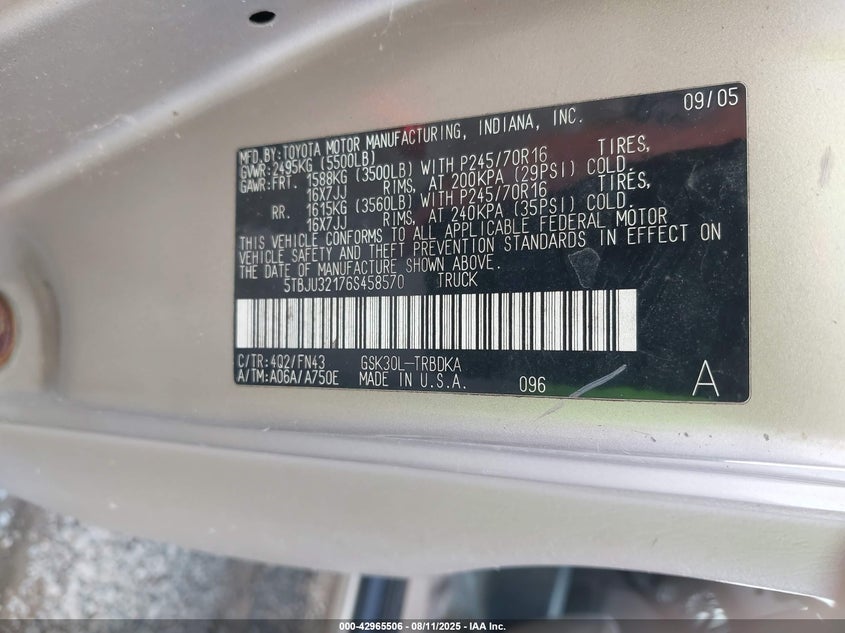 09/05
MFD.BY:TOYOTA MOTOR MANUFACTURING, INDIANA, INC.
GVWR:2495KG (5500LB)
GAWR:FRT. 1588KG (3500LB) WITH P245/70R16 TIRES,
16X7JJ RIMS, AT 200KPA (29PSI) COLD.
RR. 1615KG (3560LB) WITH P245/70R16 TIRES,
16X7JJ RIMS, AT 240KPA (35PSI) COLD.
THIS VEHICLE CONFORMS TO ALL APPLICABLE FEDERAL MOTOR
VEHICLE SAFETY AND THEFT PREVENTION STANDARDS IN EFFECT ON
THE DATE OF MANUFACTURE SHOWN ABOVE.
5TBJU32176S458570 TRUCK
C/TR:4Q2/FN43 GSK30L-TRBDKA
A/TM:A06A/A750E MADE IN U.S.A. 096 A
000-42965506 - 08/11/2025 - IAA Inc.